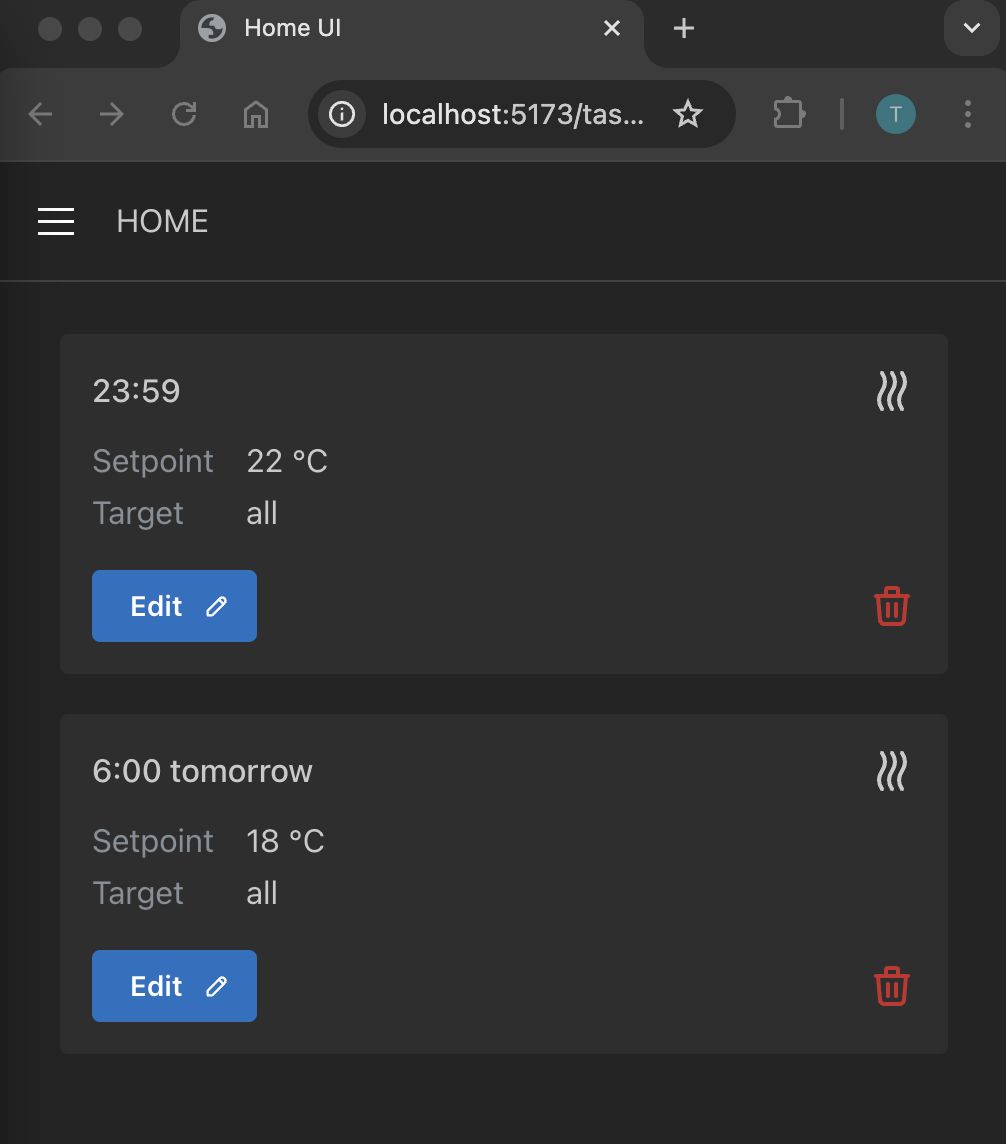 Home UI
localhost:5173/tas...
T
HOME
23:59
Setpoint 22 °C
Target all
Edit
6:00 tomorrow
Setpoint 18 °C
Target all
Edit